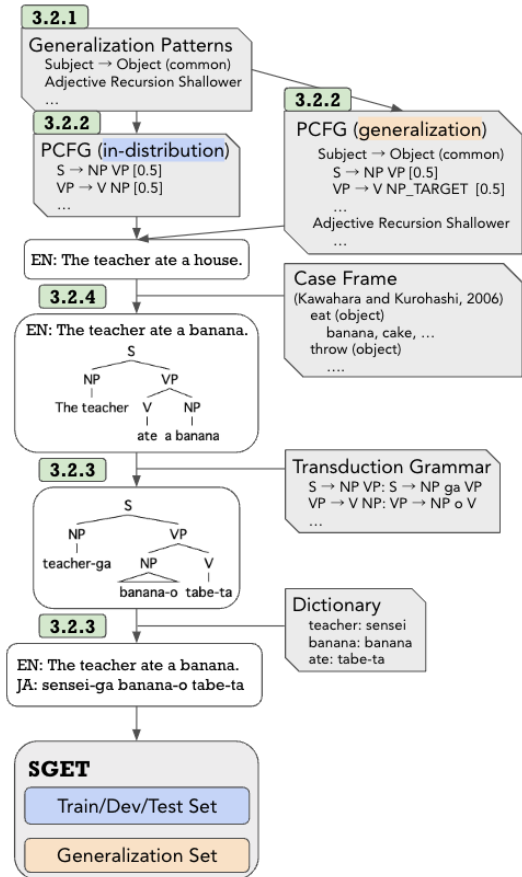 3.2.1
Generalization Patterns
Subject → Object (common)
Adjective Recursion Shallower
...
3.2.2
PCFG (in-distribution)
S → NP VP [0.5]
VP → V NP [0.5]
...
3.2.2
PCFG (generalization)
Subject → Object (common)
S → NP VP [0.5]
VP → V NP_TARGET [0.5]
...
Adjective Recursion Shallower
...
EN: The teacher ate a house.
3.2.4
Case Frame
(Kawahara and Kurohashi, 2006)
eat (object)
banana, cake, ...
throw (object)
....
EN: The teacher ate a banana.
S
NP VP
The teacher V NP
ate a banana
3.2.3
Transduction Grammar
S → NP VP: S → NP ga VP
VP → V NP: VP → NP o V
...
S
NP VP
teacher-ga NP V
banana-o tabe-ta
3.2.3
Dictionary
teacher: sensei
banana: banana
ate: tabe-ta
EN: The teacher ate a banana.
JA: sensei-ga banana-o tabe-ta
SGET
Train/Dev/Test Set
Generalization Set